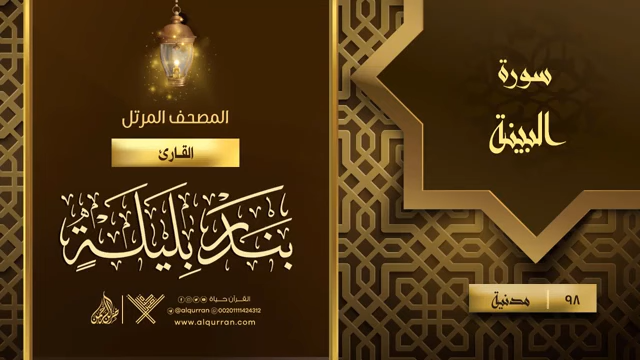 سورة
البينة
٩٨ | مدنية
المصحف المرتل
القارئ
بندر بليلة
القرآن حياة
@alqurran 00201111424312
www.alqurran.com